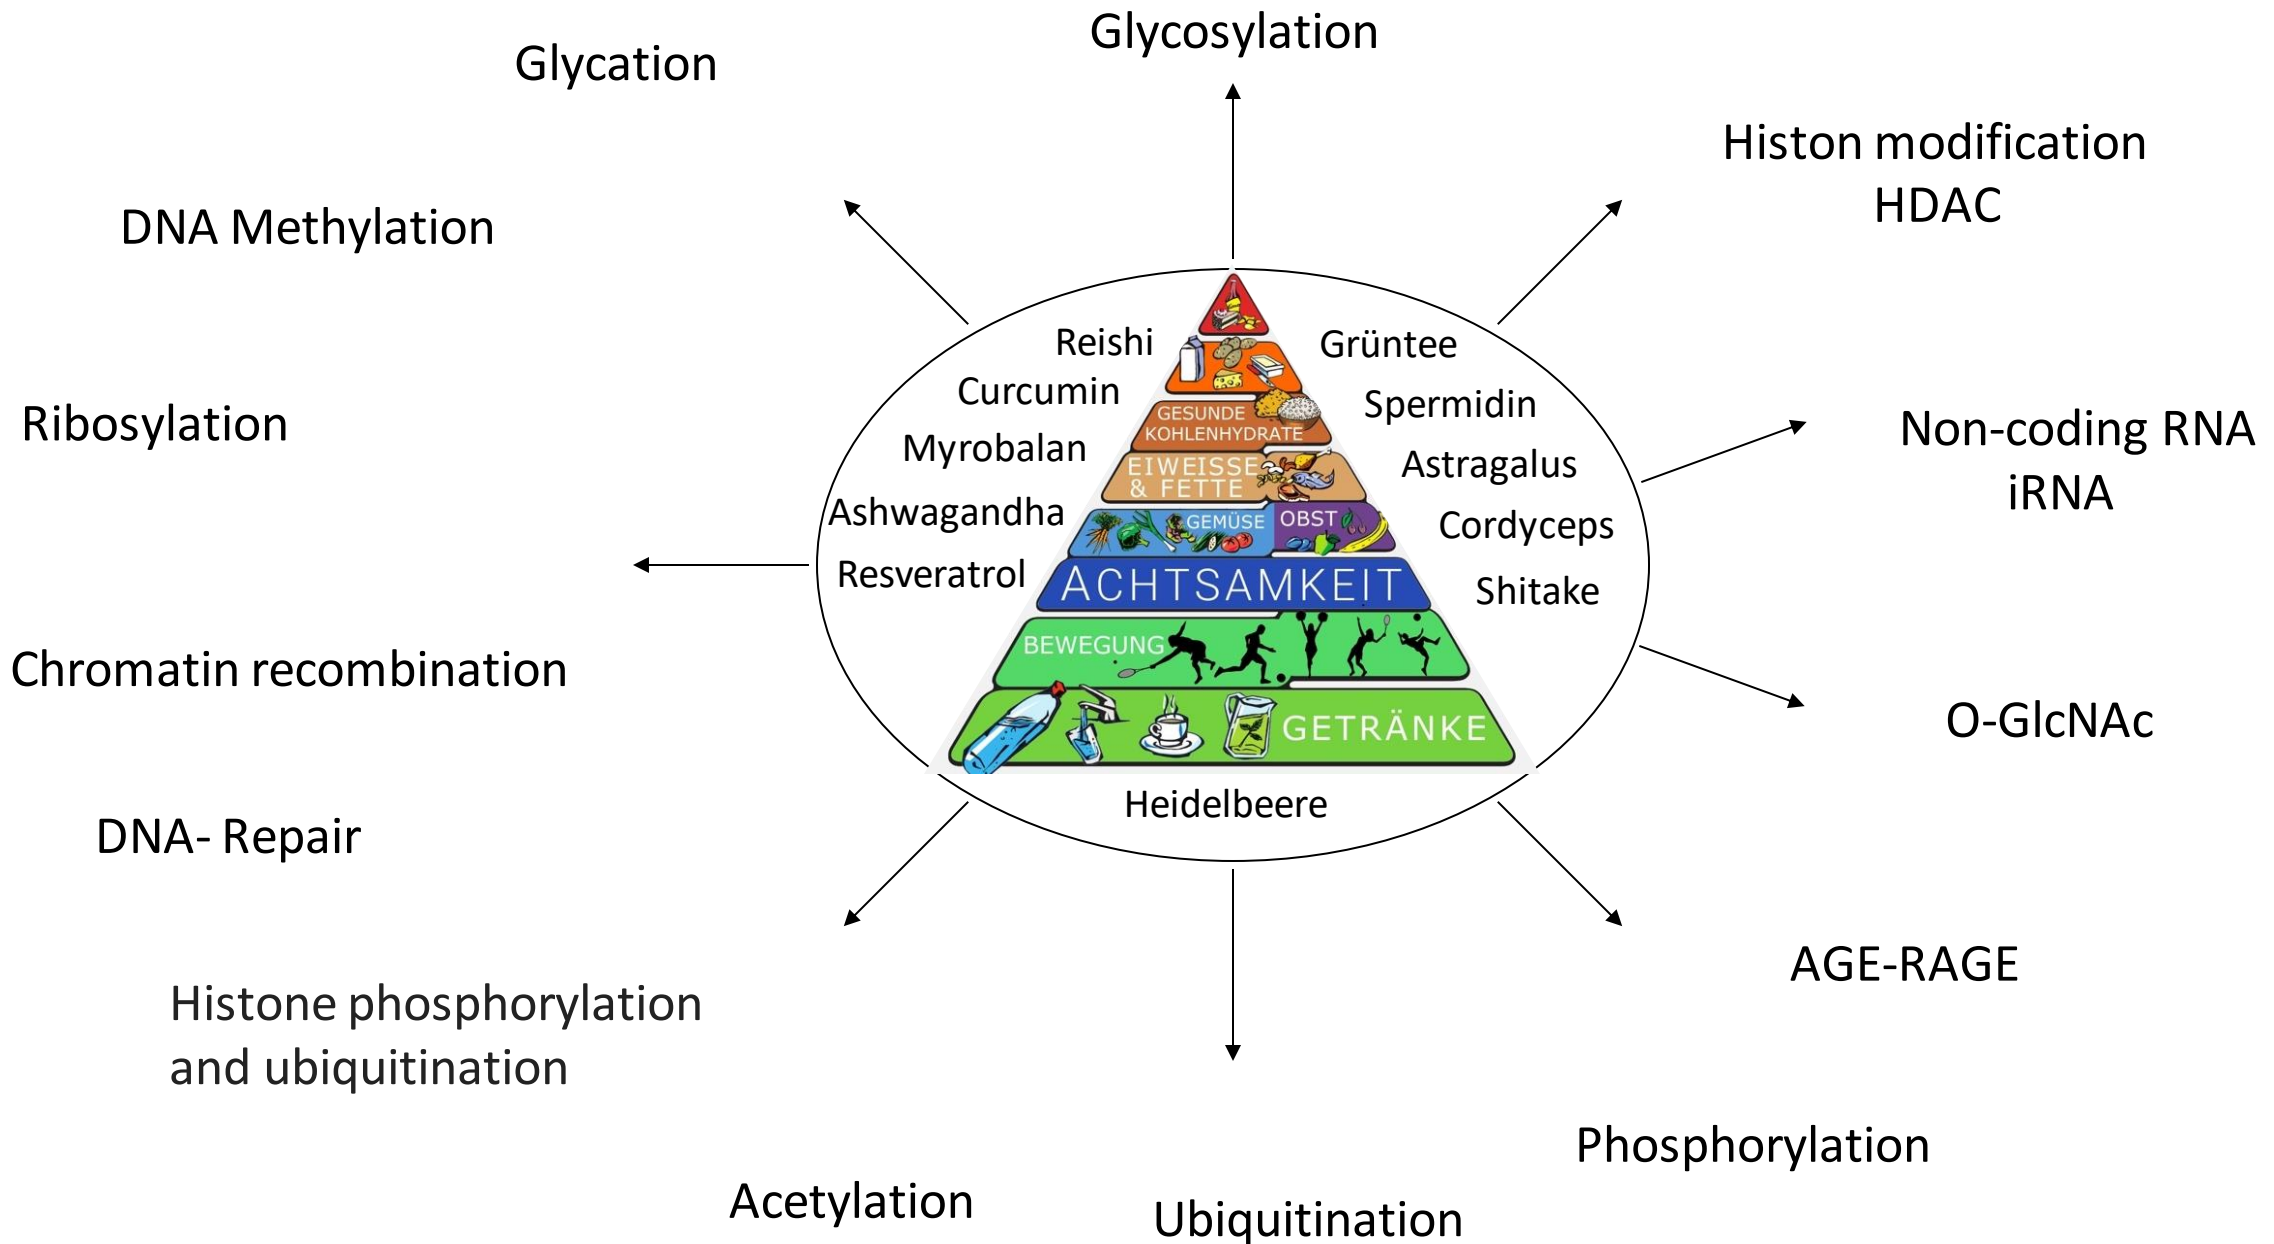 Glycosylation
Glycation
Histon modification
HDAC
DNA Methylation
Reishi
Grüntee
Curcumin
Spermidin
GESUNDE
KOHLENHYDRATE
Ribosylation
Non-coding RNA
iRNA
Myrobalan
Astragalus
EIWEISSE
& FETTE
Ashwagandha
GEMÜSE
OBST
Cordyceps
Resveratrol
ACHTSAMKEIT
Shitake
BEWEGUNG
Chromatin recombination
GETRÄNKE
O-GlcNAc
Heidelbeere
DNA- Repair
AGE-RAGE
Histone phosphorylation
and ubiquitination
Phosphorylation
Acetylation
Ubiquitination